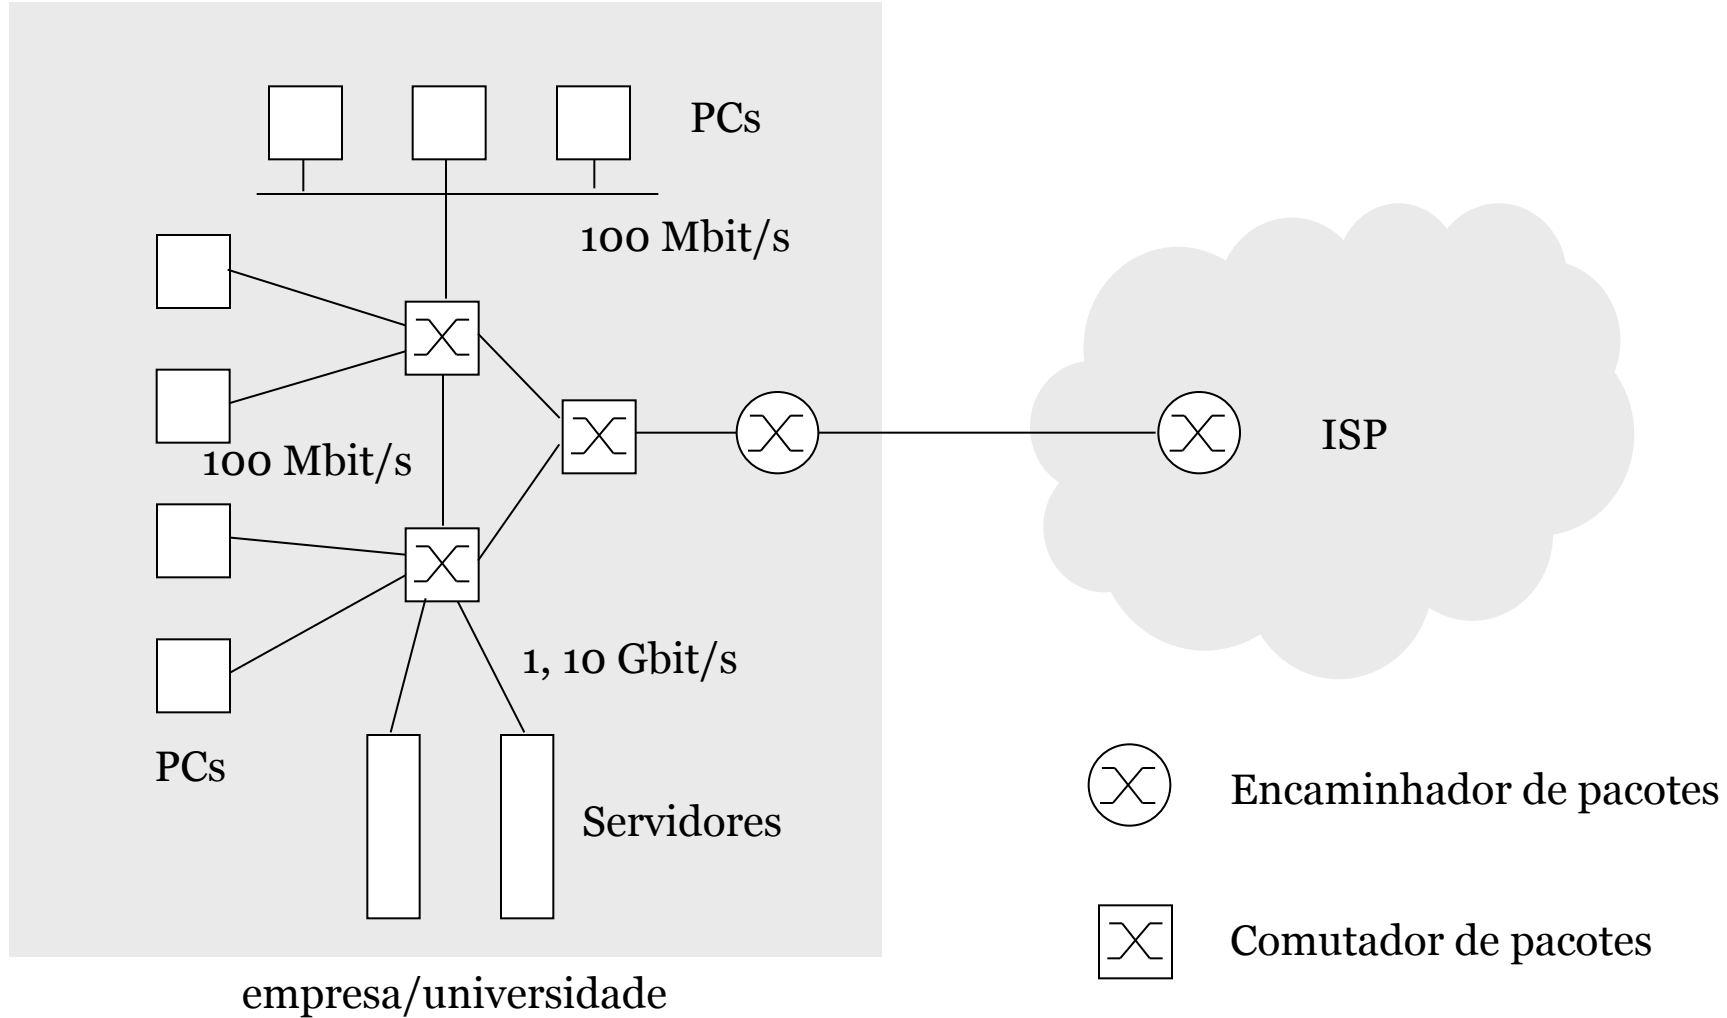 PCs
100 Mbit/s
100 Mbit/s
ISP
1, 10 Gbit/s
PCs
Servidores
Encaminhador de pacotes
Comutador de pacotes
empresa/universidade